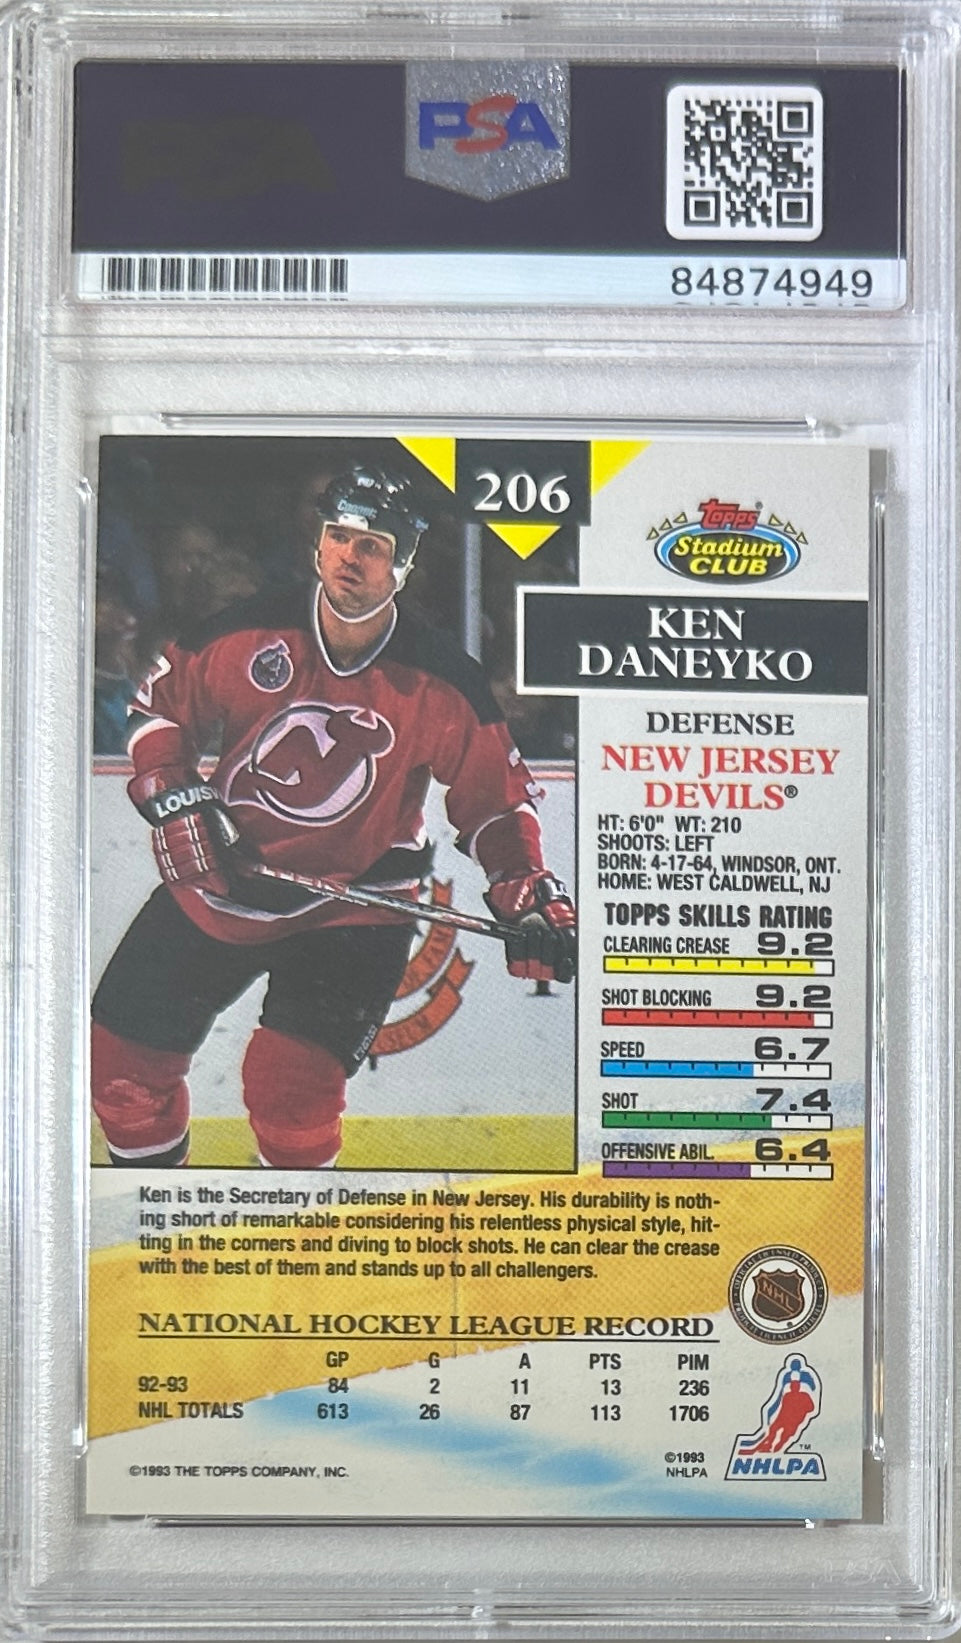 PSA
84874949
206
Topps®
Stadium
CLUB
KEN
DANEYKO
Cooper
LOUISV
DEFENSE
NEW JERSEY
DEVILS®
HT: 6'0" WT: 210
SHOOTS: LEFT
BORN: 4-17-64, WINDSOR, ONT.
HOME: WEST CALDWELL, NJ
TOPPS SKILLS RATING
CLEARING CREASE 9.2
SHOT BLOCKING 9.2
SPEED 6.7
SHOT 7.4
OFFENSIVE ABIL. 6.4
Ken is the Secretary of Defense in New Jersey. His durability is noth-
ing short of remarkable considering his relentless physical style, hit-
ting in the corners and diving to block shots. He can clear the crease
with the best of them and stands up to all challengers.
NHL
NATIONAL HOCKEY LEAGUE RECORD
GP G A PTS PIM
92-93 84 2 11 13 236
NHL TOTALS 613 26 87 113 1706
©1993 THE TOPPS COMPANY, INC.
©1993
NHLPA
NHLPA™